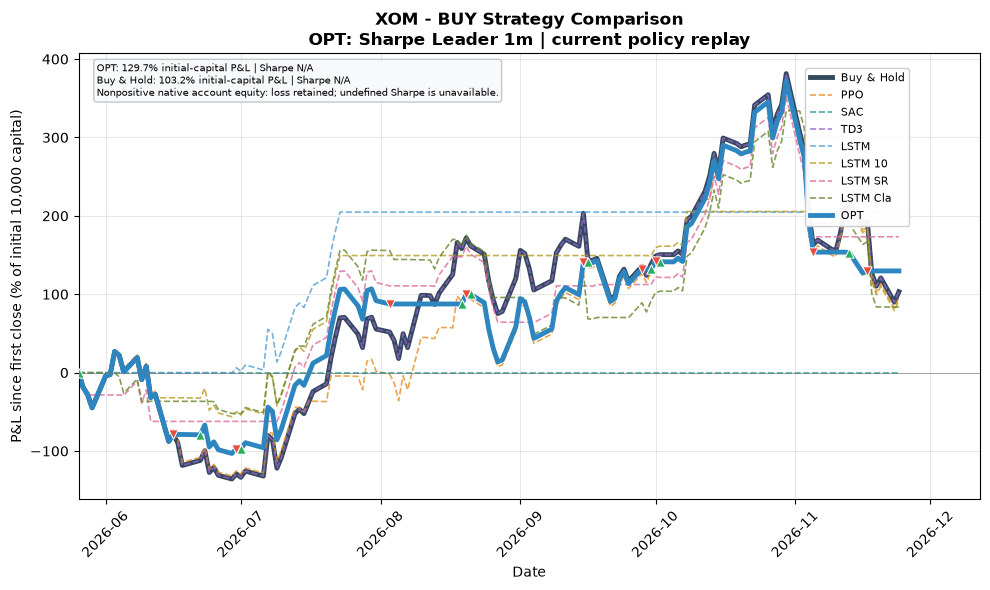 XOM - BUY Strategy Comparison
OPT: Sharpe Leader 1m | current policy replay
OPT: 129.7% initial-capital P&L | Sharpe N/A
Buy & Hold: 103.2% initial-capital P&L | Sharpe N/A
Nonpositive native account equity: loss retained; undefined Sharpe is unavailable.
Buy & Hold
PPO
SAC
TD3
LSTM
LSTM 10
LSTM SR
LSTM Cla
OPT
P&L since first close (% of initial 10,000 capital)
400
300
200
100
0
−100
2026-06
2026-07
2026-08
2026-09
2026-10
2026-11
2026-12
Date